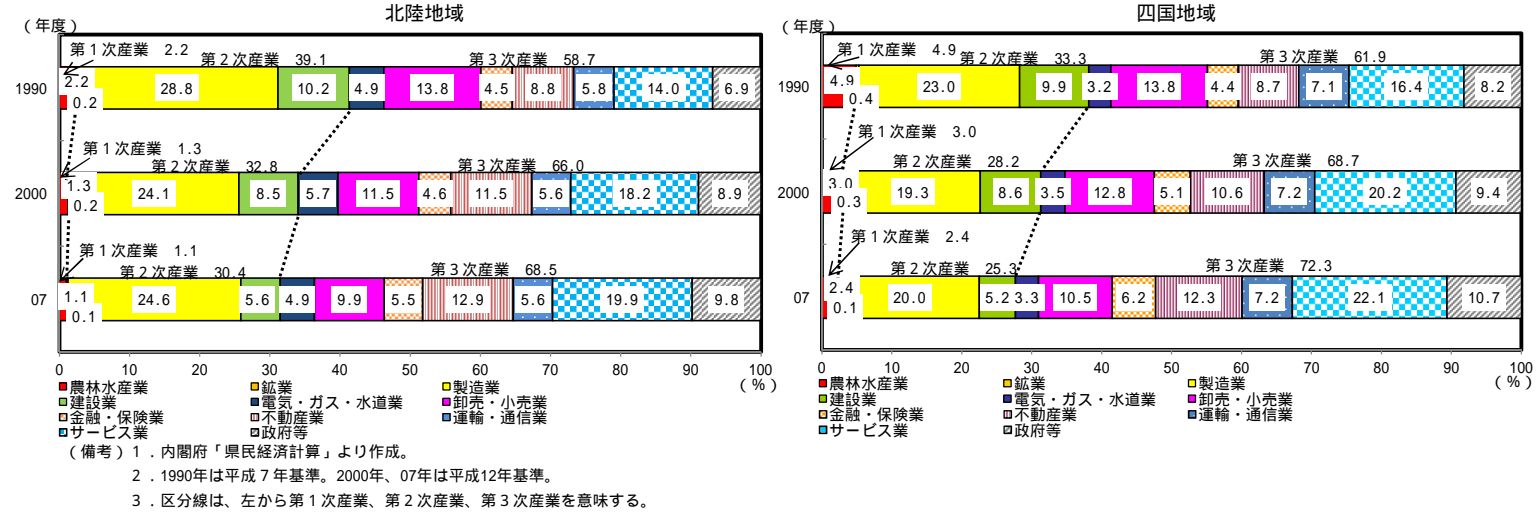 北陸地域
（年度）
第１次産業 2.2
第２次産業 39.1
第３次産業 58.7
1990
2.2
0.2
28.8
10.2
4.9
13.8
4.5
8.8
5.8
14.0
6.9
第１次産業 1.3
第２次産業 32.8
第３次産業 66.0
2000
1.3
0.2
24.1
8.5
5.7
11.5
4.6
11.5
5.6
18.2
8.9
第１次産業 1.1
第２次産業 30.4
第３次産業 68.5
07
1.1
0.1
24.6
5.6
4.9
9.9
5.5
12.9
5.6
19.9
9.8
0 10 20 30 40 50 60 70 80 90 100
（％）
農林水産業 鉱業 製造業
建設業 電気・ガス・水道業 卸売・小売業
金融・保険業 不動産業 運輸・通信業
サービス業 政府等
四国地域
（年度）
第１次産業 4.9
第２次産業 33.3
第３次産業 61.9
1990
4.9
0.4
23.0
9.9
3.2
13.8
4.4
8.7
7.1
16.4
8.2
第１次産業 3.0
第２次産業 28.2
第３次産業 68.7
2000
3.0
0.3
19.3
8.6
3.5
12.8
5.1
10.6
7.2
20.2
9.4
第１次産業 2.4
第２次産業 25.3
第３次産業 72.3
07
2.4
0.1
20.0
5.2
3.3
10.5
6.2
12.3
7.2
22.1
10.7
0 10 20 30 40 50 60 70 80 90 100
（％）
農林水産業 鉱業 製造業
建設業 電気・ガス・水道業 卸売・小売業
金融・保険業 不動産業 運輸・通信業
サービス業 政府等
（備考）１．内閣府「県民経済計算」より作成。
２．1990年は平成７年基準。2000年、07年は平成12年基準。
３．区分線は、左から第１次産業、第２次産業、第３次産業を意味する。